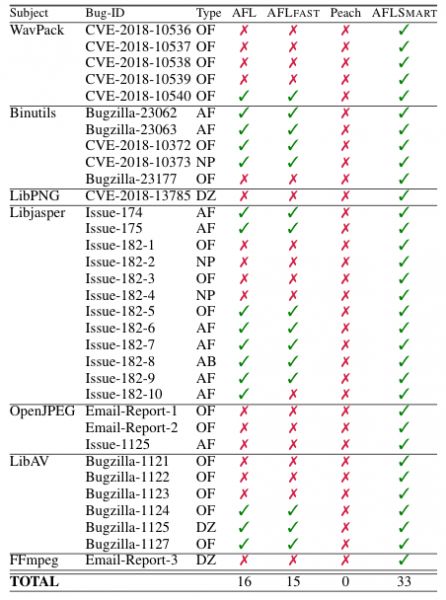 Subject Bug-ID Type AFL AFLFAST Peach AFLSMART
WavPack CVE-2018-10536 OF ✗ ✗ ✗ ✓
CVE-2018-10537 OF ✗ ✗ ✗ ✓
CVE-2018-10538 OF ✗ ✗ ✗ ✓
CVE-2018-10539 OF ✗ ✗ ✗ ✓
CVE-2018-10540 OF ✓ ✓ ✗ ✓
Binutils Bugzilla-23062 AF ✓ ✓ ✗ ✓
Bugzilla-23063 AF ✓ ✓ ✗ ✓
CVE-2018-10372 OF ✓ ✓ ✗ ✓
CVE-2018-10373 NP ✓ ✓ ✗ ✓
Bugzilla-23177 OF ✗ ✗ ✗ ✓
LibPNG CVE-2018-13785 DZ ✗ ✗ ✗ ✓
Libjasper Issue-174 AF ✓ ✓ ✗ ✓
Issue-175 AF ✓ ✓ ✗ ✓
Issue-182-1 OF ✗ ✗ ✗ ✓
Issue-182-2 NP ✗ ✗ ✗ ✓
Issue-182-3 OF ✗ ✗ ✗ ✓
Issue-182-4 NP ✗ ✗ ✗ ✓
Issue-182-5 OF ✓ ✓ ✗ ✓
Issue-182-6 AF ✓ ✓ ✗ ✓
Issue-182-7 AF ✓ ✓ ✗ ✓
Issue-182-8 AB ✓ ✓ ✗ ✓
Issue-182-9 AF ✓ ✓ ✗ ✓
Issue-182-10 AF ✓ ✗ ✗ ✓
OpenJPEG Email-Report-1 OF ✗ ✗ ✗ ✓
Email-Report-2 OF ✗ ✗ ✗ ✓
Issue-1125 AF ✗ ✗ ✗ ✓
LibAV Bugzilla-1121 OF ✗ ✗ ✗ ✓
Bugzilla-1122 OF ✗ ✗ ✗ ✓
Bugzilla-1123 OF ✗ ✗ ✗ ✓
Bugzilla-1124 OF ✓ ✓ ✗ ✓
Bugzilla-1125 DZ ✓ ✓ ✗ ✓
Bugzilla-1127 OF ✓ ✓ ✗ ✓
FFmpeg Email-Report-3 DZ ✗ ✗ ✗ ✓
TOTAL 16 15 0 33